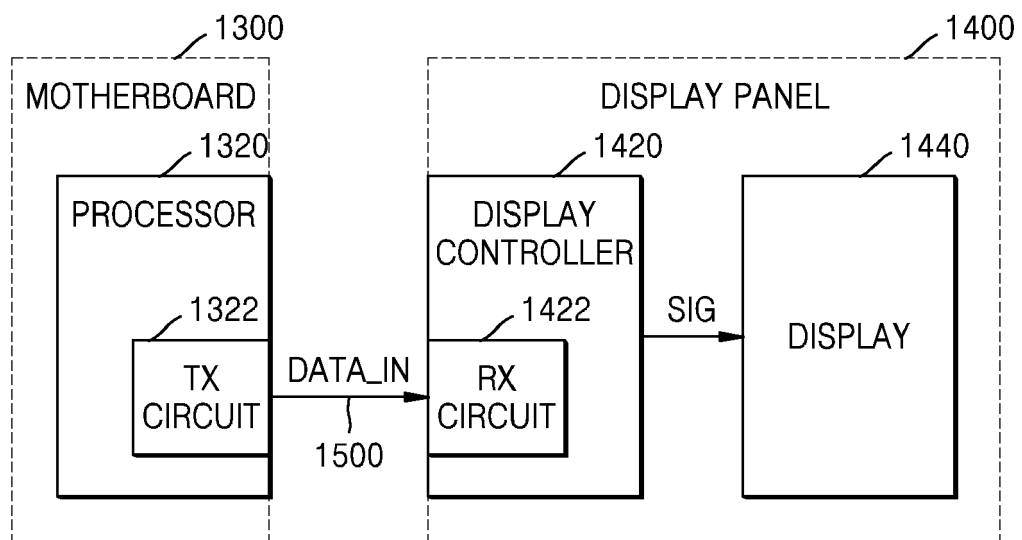 1300
1400
MOTHERBOARD
DISPLAY PANEL
1320
1420
1440
PROCESSOR
DISPLAY
CONTROLLER
1322
1422
SIG
DISPLAY
TX
CIRCUIT
DATA_IN
RX
CIRCUIT
1500